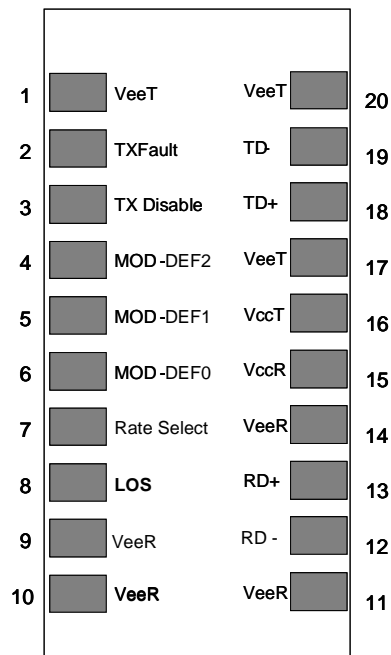 1 VeeT VeeT 20
2 TXFault TD- 19
3 TX Disable TD+ 18
4 MOD-DEF2 VeeT 17
5 MOD-DEF1 VccT 16
6 MOD-DEF0 VccR 15
7 Rate Select VeeR 14
8 LOS RD+ 13
9 VeeR RD - 12
10 VeeR VeeR 11